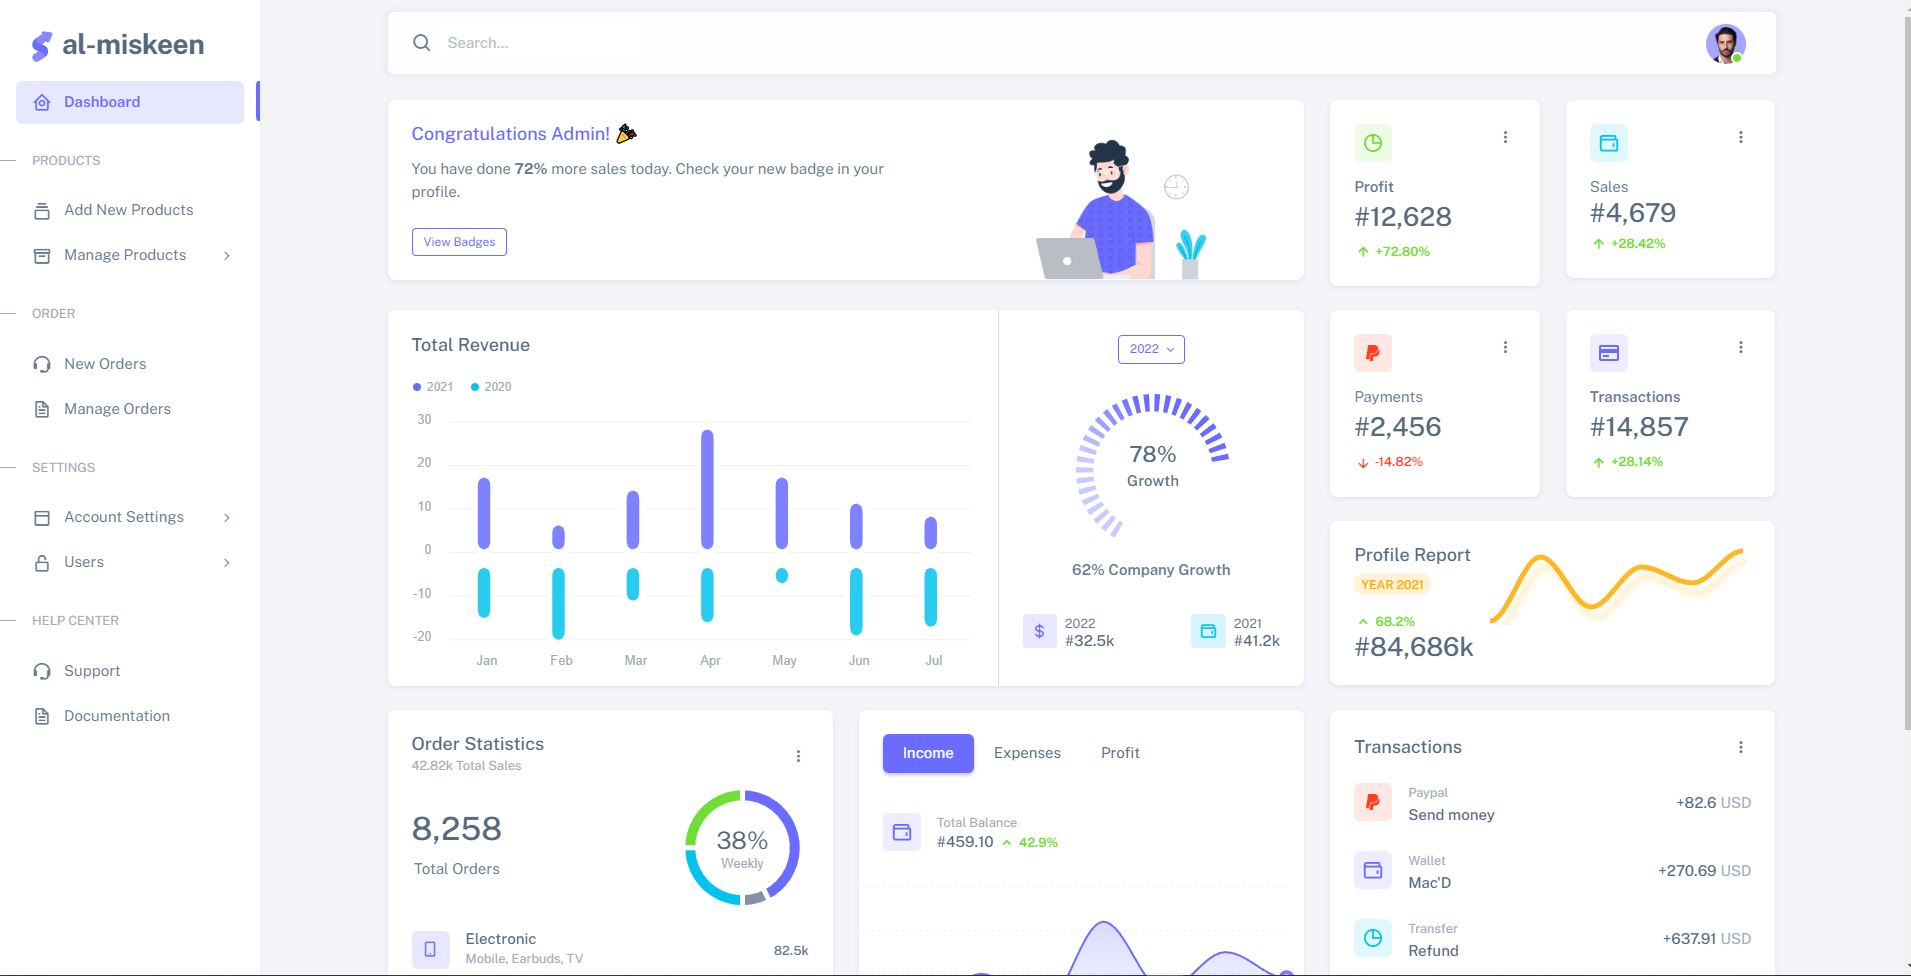 al-miskeen
Dashboard
PRODUCTS
Add New Products
Manage Products
ORDER
New Orders
Manage Orders
SETTINGS
Account Settings
Users
HELP CENTER
Support
Documentation
Search...
Congratulations Admin! 🎉
You have done 72% more sales today. Check your new badge in your
profile.
View Badges
Profit
#12,628
+72.80%
Sales
#4,679
+28.42%
Total Revenue
2021 2020
30
20
10
0
-10
-20
Jan Feb Mar Apr May Jun Jul
2022
78%
Growth
62% Company Growth
2022
#32.5k
2021
#41.2k
Payments
#2,456
-14.82%
Transactions
#14,857
+28.14%
Profile Report
YEAR 2021
68.2%
#84,686k
Order Statistics
42.82k Total Sales
8,258
Total Orders
38%
Weekly
Electronic
Mobile, Earbuds, TV
82.5k
Income Expenses Profit
Total Balance
#459.10 42.9%
Transactions
Paypal
Send money
+82.6 USD
Wallet
Mac'D
+270.69 USD
Transfer
Refund
+637.91 USD